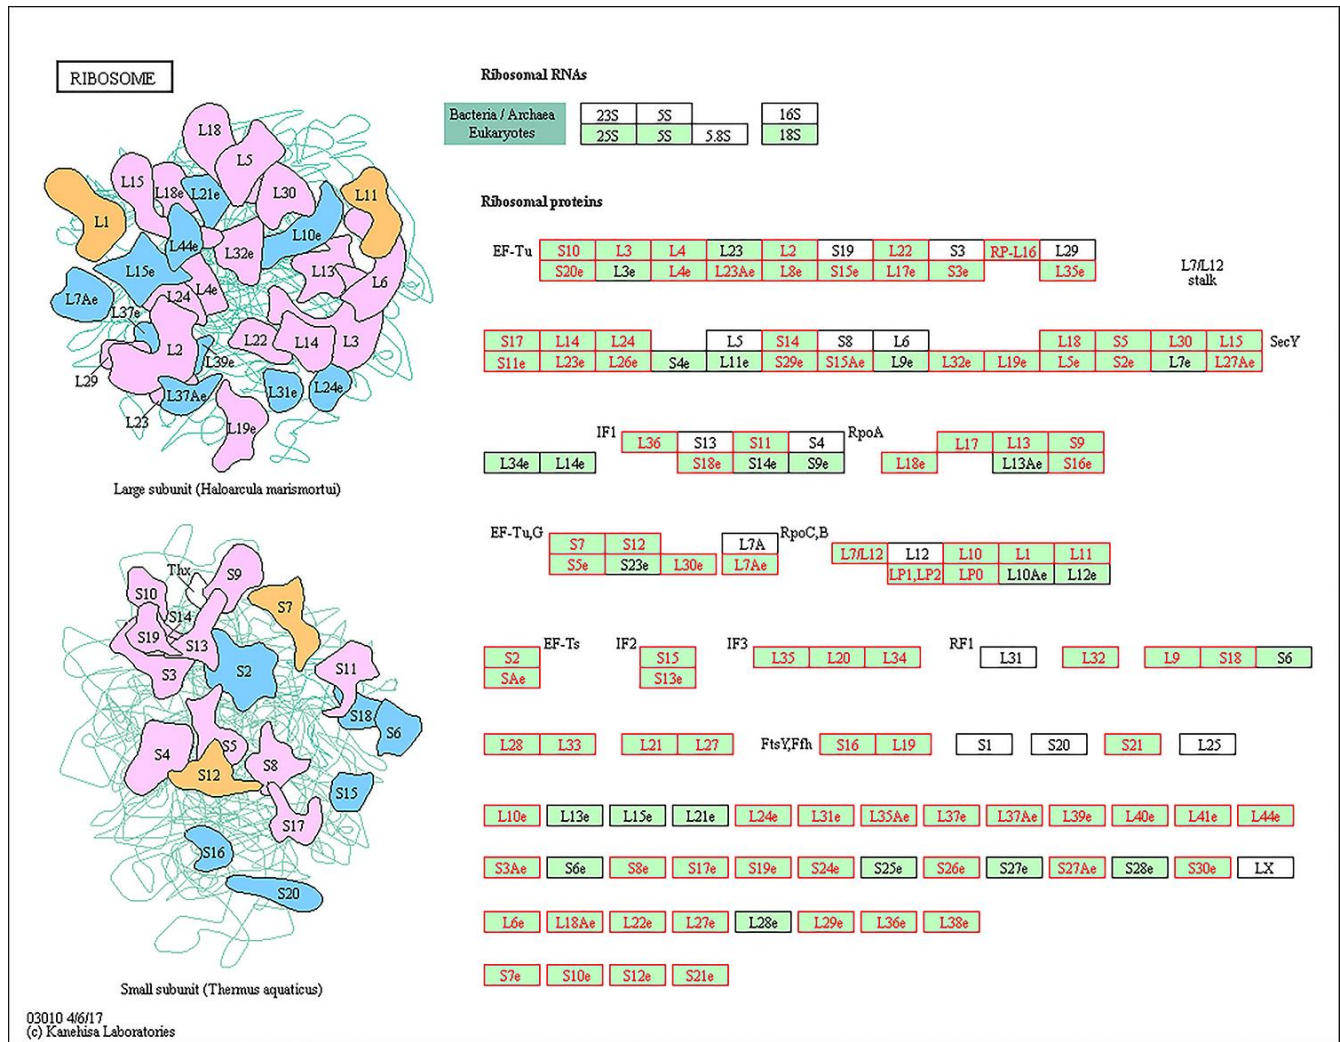 RIBOSOME
Ribosomal RNAs
Bacteria / Archaea 23S 5S 16S
Eukaryotes 25S 5S 5.8S 18S
Ribosomal proteins
EF-Tu S10 L3 L4 L23 L2 S19 L22 S3 RP-L16 L29
S20e L3e L4e L23Ae L8e S15e L17e S3e L35e
L7/L12
stalk
S17 L14 L24 L5 S14 S8 L6 L18 S5 L30 L15 SecY
S11e L23e L26e S4e L11e S29e S15Ae L9e L32e L19e L5e S2e L7e L27Ae
IF1 L36 S13 S11 S4 RpoA L17 L13 S9
L34e L14e S18e S14e S9e L18e L13Ae S16e
EF-Tu,G S7 S12 L7A RpoC,B L7/L12 L12 L10 L1 L11
S5e S23e L30e L7Ae LP1,LP2 LP0 L10Ae L12e
S2 EF-Ts IF2 S15 IF3 L35 L20 L34 RF1 L31 L32 L9 S18 S6
SAe S13e
L28 L33 L21 L27 FtsY,Ffh S16 L19 S1 S20 S21 L25
L10e L13e L15e L21e L24e L31e L35Ae L37e L37Ae L39e L40e L41e L44e
S3Ae S6e S8e S17e S19e S24e S25e S26e S27e S27Ae S28e S30e LX
L6e L18Ae L22e L27e L28e L29e L36e L38e
S7e S10e S12e S21e
L18
L5
L15
L18e
L21e
L30
L11
L1
L44e
L32e
L10e
L15e
L13
L6
L7Ae
L24
L4e
L37e
L2
L22
L14
L3
L39e
L29
L37Ae
L31e
L24e
L23
L19e
Large subunit (Haloarcula marismortui)
Thx
S9
S10
S14
S7
S19
S13
S3
S2
S11
S18
S6
S4
S5
S8
S12
S15
S17
S16
S20
Small subunit (Thermus aquaticus)
03010 4/6/17
(c) Kanehisa Laboratories